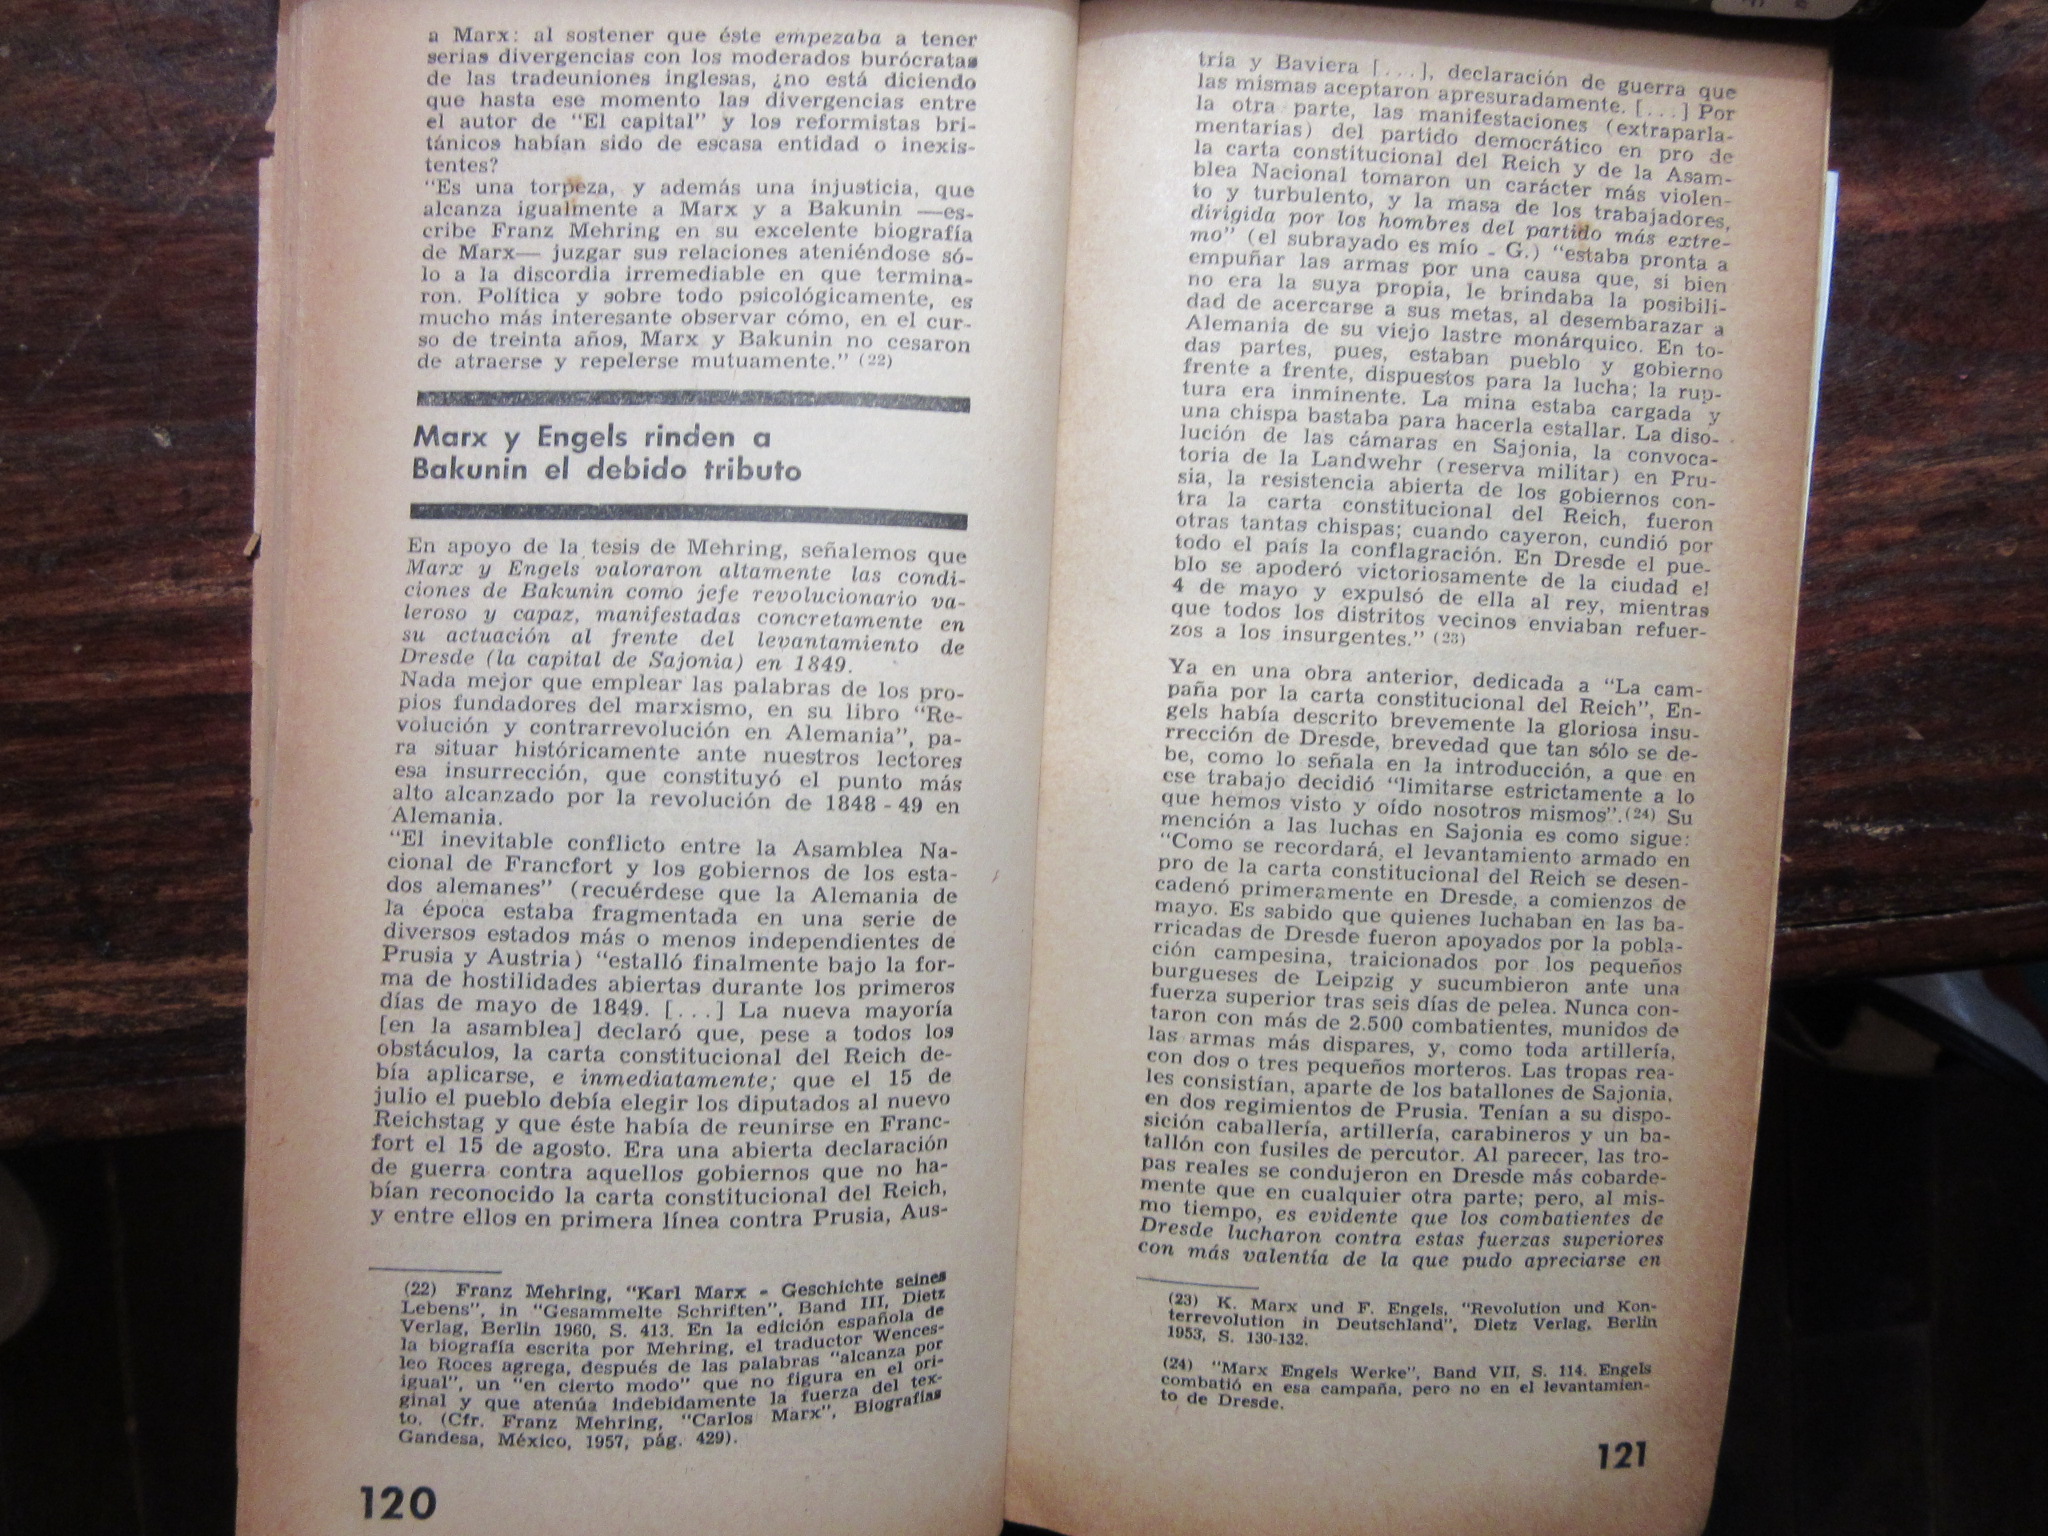 a Marx: al sostener que éste empezaba a tener
serias divergencias con los moderados burócratas
de las tradeuniones inglesas, ¿no está diciendo
que hasta ese momento las divergencias entre
el autor de "El capital" y los reformistas bri-
tánicos habían sido de escasa entidad o inexis-
tentes?
"Es una torpeza, y además una injusticia, que
alcanza igualmente a Marx y a Bakunin —es-
cribe Franz Mehring en su excelente biografía
de Marx— juzgar sus relaciones ateniéndose só-
lo a la discordia irremediable en que termina-
ron. Política y sobre todo psicológicamente, es
mucho más interesante observar cómo, en el cur-
so de treinta años, Marx y Bakunin no cesaron
de atraerse y repelerse mutuamente." (22)
Marx y Engels rinden a
Bakunin el debido tributo
En apoyo de la tesis de Mehring, señalemos que
Marx y Engels valoraron altamente las condi-
ciones de Bakunin como jefe revolucionario va-
leroso y capaz, manifestadas concretamente en
su actuación al frente del levantamiento de
Dresde (la capital de Sajonia) en 1849.
Nada mejor que emplear las palabras de los pro-
pios fundadores del marxismo, en su libro "Re-
volución y contrarrevolución en Alemania", pa-
ra situar históricamente ante nuestros lectores
esa insurrección, que constituyó el punto más
alto alcanzado por la revolución de 1848 - 49 en
Alemania.
"El inevitable conflicto entre la Asamblea Na-
cional de Francfort y los gobiernos de los esta-
dos alemanes" (recuérdese que la Alemania de
la época estaba fragmentada en una serie de
diversos estados más o menos independientes de
Prusia y Austria) "estalló finalmente bajo la for-
ma de hostilidades abiertas durante los primeros
días de mayo de 1849. [...] La nueva mayoría
[en la asamblea] declaró que, pese a todos los
obstáculos, la carta constitucional del Reich de-
bía aplicarse, e inmediatamente; que el 15 de
julio el pueblo debía elegir los diputados al nuevo
Reichstag y que éste había de reunirse en Franc-
fort el 15 de agosto. Era una abierta declaración
de guerra contra aquellos gobiernos que no ha-
bían reconocido la carta constitucional del Reich,
y entre ellos en primera línea contra Prusia, Aus-
(22) Franz Mehring, "Karl Marx - Geschichte seines
Lebens", in "Gesammelte Schriften", Band III, Dietz
Verlag, Berlin 1960, S. 413. En la edición española de
la biografía escrita por Mehring, el traductor Wences-
leo Roces agrega, después de las palabras "alcanza por
igual", un "en cierto modo" que no figura en el ori-
ginal y que atenúa indebidamente la fuerza del tex-
to. (Cfr. Franz Mehring, "Carlos Marx", Biografías
Gandesa, México, 1957, pág. 429).
120
tria y Baviera [...], declaración de guerra que
las mismas aceptaron apresuradamente. [...] Por
la otra parte, las manifestaciones (extraparla-
mentarias) del partido democrático en pro de
la carta constitucional del Reich y de la Asam-
blea Nacional tomaron un carácter más violen-
to y turbulento, y la masa de los trabajadores,
dirigida por los hombres del partido más extre-
mo" (el subrayado es mío - G.) "estaba pronta a
empuñar las armas por una causa que, si bien
no era la suya propia, le brindaba la posibili-
dad de acercarse a sus metas, al desembarazar a
Alemania de su viejo lastre monárquico. En to-
das partes, pues, estaban pueblo y gobierno
frente a frente, dispuestos para la lucha; la rup-
tura era inminente. La mina estaba cargada y
una chispa bastaba para hacerla estallar. La diso-
lución de las cámaras en Sajonia, la convoca-
toria de la Landwehr (reserva militar) en Pru-
sia, la resistencia abierta de los gobiernos con-
tra la carta constitucional del Reich, fueron
otras tantas chispas; cuando cayeron, cundió por
todo el país la conflagración. En Dresde el pue-
blo se apoderó victoriosamente de la ciudad el
4 de mayo y expulsó de ella al rey, mientras
que todos los distritos vecinos enviaban refuer-
zos a los insurgentes." (23)
Ya en una obra anterior, dedicada a "La cam-
paña por la carta constitucional del Reich", En-
gels había descrito brevemente la gloriosa insu-
rrección de Dresde, brevedad que tan sólo se de-
be, como lo señala en la introducción, a que en
ese trabajo decidió "limitarse estrictamente a lo
que hemos visto y oído nosotros mismos".(24) Su
mención a las luchas en Sajonia es como sigue:
"Como se recordará, el levantamiento armado en
pro de la carta constitucional del Reich se desen-
cadenó primeramente en Dresde, a comienzos de
mayo. Es sabido que quienes luchaban en las ba-
rricadas de Dresde fueron apoyados por la pobla-
ción campesina, traicionados por los pequeños
burgueses de Leipzig y sucumbieron ante una
fuerza superior tras seis días de pelea. Nunca con-
taron con más de 2.500 combatientes, munidos de
las armas más dispares, y, como toda artillería,
con dos o tres pequeños morteros. Las tropas rea-
les consistían, aparte de los batallones de Sajonia,
en dos regimientos de Prusia. Tenían a su dispo-
sición caballería, artillería, carabineros y un ba-
tallón con fusiles de percutor. Al parecer, las tro-
pas reales se condujeron en Dresde más cobarde-
mente que en cualquier otra parte; pero, al mis-
mo tiempo, es evidente que los combatientes de
Dresde lucharon contra estas fuerzas superiores
con más valentía de la que pudo apreciarse en
(23) K. Marx und F. Engels, "Revolution und Kon-
terrevolution in Deutschland", Dietz Verlag, Berlin
1953, S. 130-132.
(24) "Marx Engels Werke", Band VII, S. 114. Engels
combatió en esa campaña, pero no en el levantamien-
to de Dresde.
121